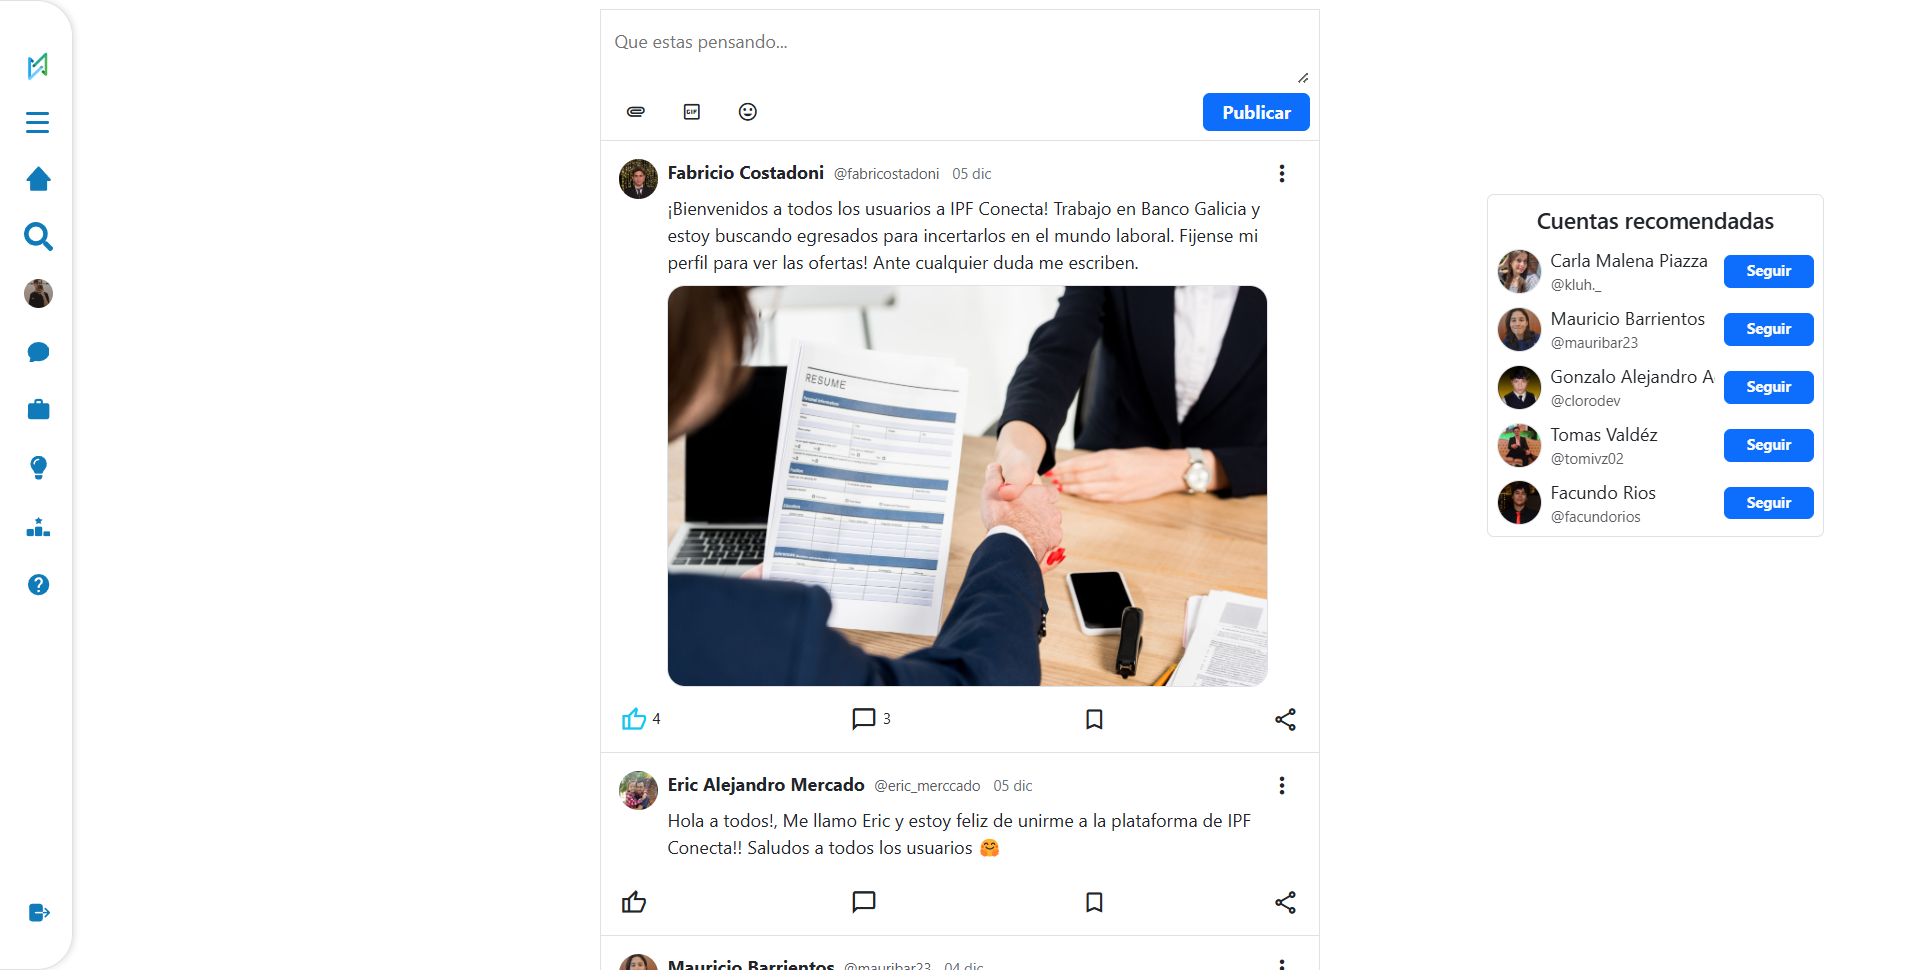 Que estas pensando...
GIF
Publicar
Fabricio Costadoni @fabricostadoni 05 dic
¡Bienvenidos a todos los usuarios a IPF Conecta! Trabajo en Banco Galicia y
estoy buscando egresados para incertarlos en el mundo laboral. Fijense mi
perfil para ver las ofertas! Ante cualquier duda me escriben.
RESUME
4
3
Eric Alejandro Mercado @eric_merccado 05 dic
Hola a todos!, Me llamo Eric y estoy feliz de unirme a la plataforma de IPF
Conecta!! Saludos a todos los usuarios 🤗
Mauricio Barrientos @mauribar23 04 dic
Cuentas recomendadas
Carla Malena Piazza
@kluh._
Seguir
Mauricio Barrientos
@mauribar23
Seguir
Gonzalo Alejandro A
@clorodev
Seguir
Tomas Valdéz
@tomivz02
Seguir
Facundo Rios
@facundorios
Seguir